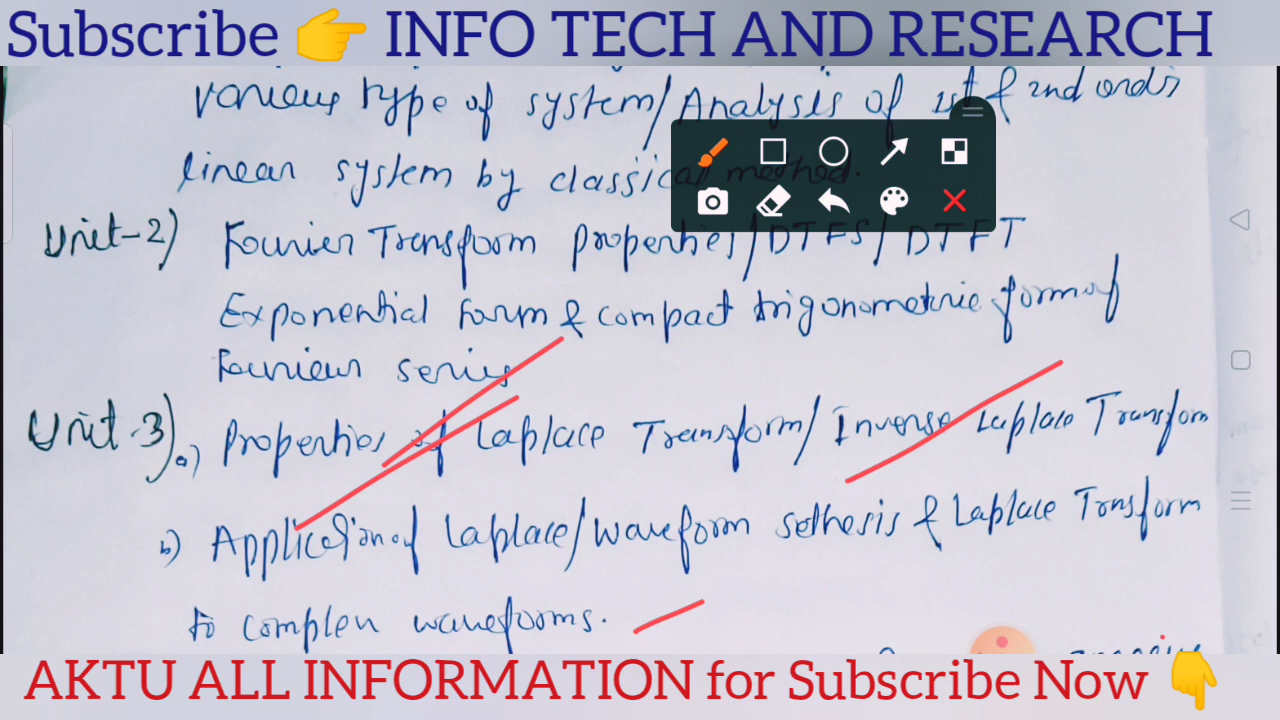 Subscribe 👉 INFO TECH AND RESEARCH
various type of system/Analysis of 1st & 2nd order
linear system by classical method.
Unit-2) Fourier Transform Properties/DTFS/DTFT
Exponential Form & compact trigonometric form of
Fourier series
Unit-3) a) Properties of Laplace Transform/Inverse Laplace Transform
b) Application of Laplace/Waveform sethesis & Laplace Trnsform
to complex waveforms.
AKTU ALL INFORMATION for Subscribe Now 👇